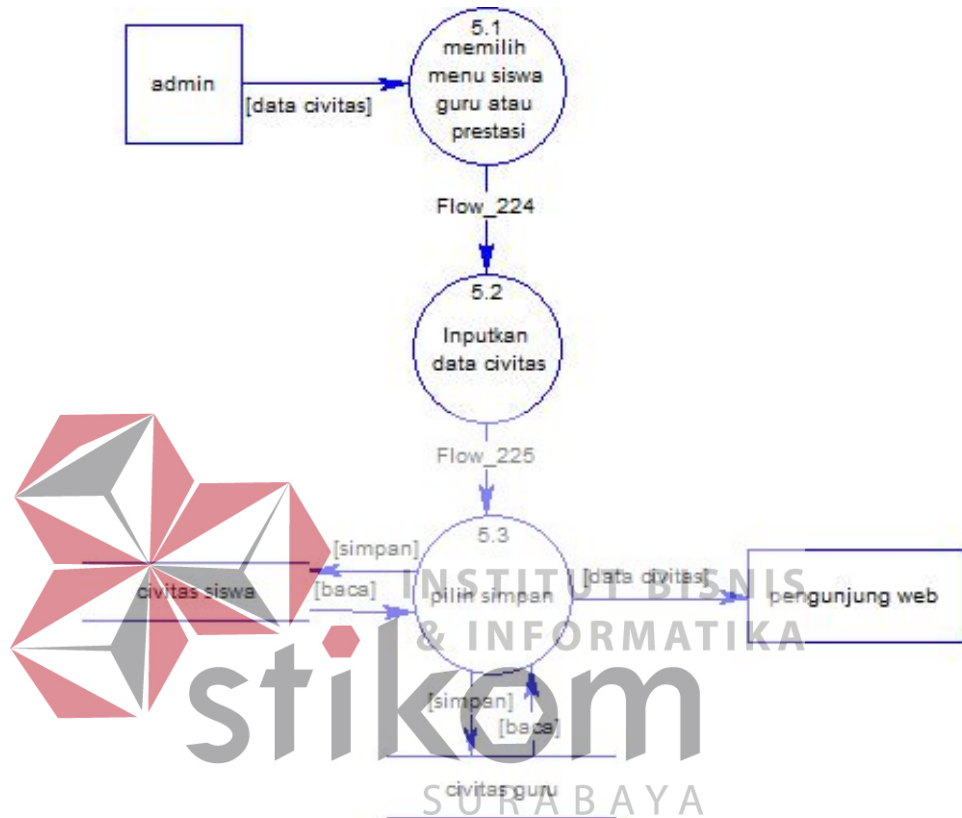 5.1
memilih
menu siswa
guru atau
prestasi
admin
[data civitas]
Flow_224
5.2
Inputkan
data civitas
Flow_225
5.3
pilih simpan
[simpan]
[baca]
civitas siswa
[data civitas]
pengunjung web
INSTITUT BISNIS
& INFORMATIKA
stikom
[simpan]
[baca]
civitas guru
SURABAYA